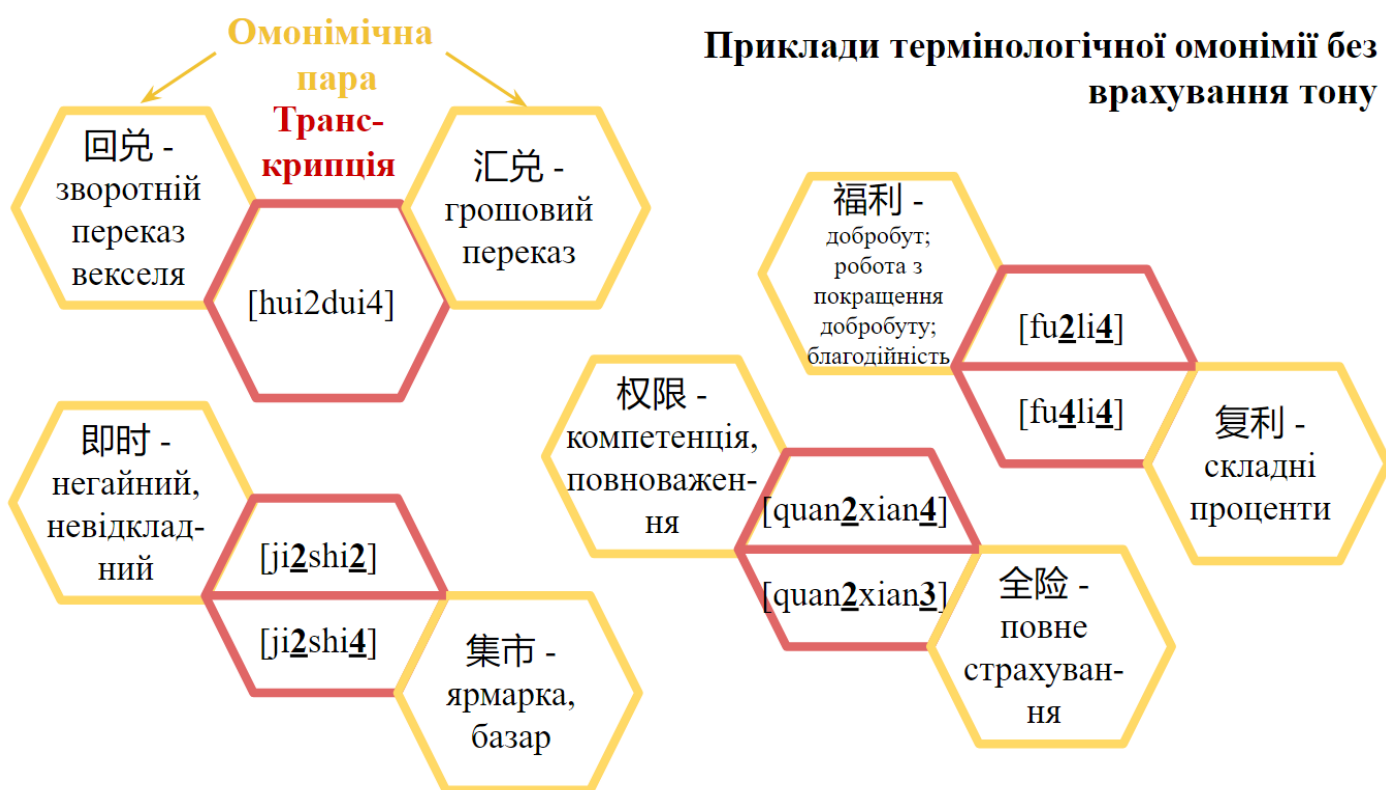 Омонімічна
пара
Транс-
крипція
Приклади термінологічної омонімії без
врахування тону
回兑 -
зворотній
переказ
векселя
[hui2dui4]
汇兑 -
грошовий
переказ
福利 -
добробут;
робота з
покращення
добробуту;
благодійність
[fu2li4]
[fu4li4]
复利 -
складні
проценти
即时 -
негайний,
невідклад-
ний
[ji2shi2]
[ji2shi4]
集市 -
ярмарка,
базар
权限 -
компетенція,
повноважен-
ня
[quan2xian4]
[quan2xian3]
全险 -
повне
страхуван-
ня